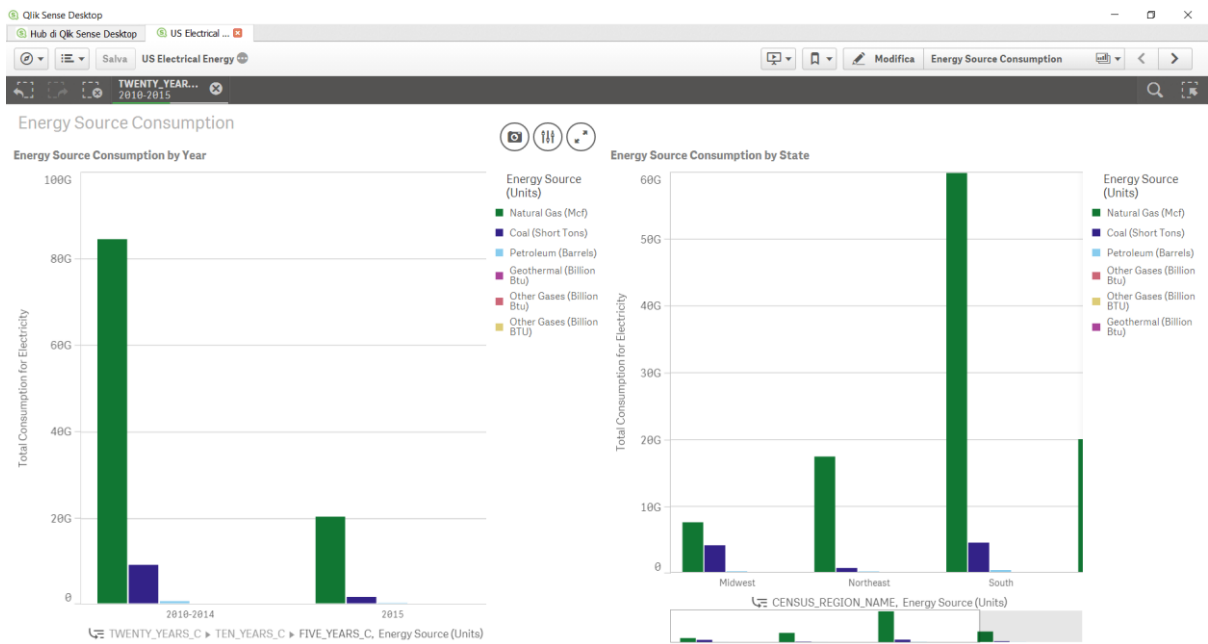 Qlik Sense Desktop
Hub di Qlik Sense Desktop
US Electrical ...
Salva
US Electrical Energy
Modifica
Energy Source Consumption
TWENTY_YEAR...
2010-2015
Energy Source Consumption
Energy Source Consumption by Year
100G
80G
60G
40G
20G
0
Total Consumption for Electricity
2010-2014
2015
TWENTY_YEARS_C ▸ TEN_YEARS_C ▸ FIVE_YEARS_C, Energy Source (Units)
Energy Source
(Units)
Natural Gas (Mcf)
Coal (Short Tons)
Petroleum (Barrels)
Geothermal (Billion
Btu)
Other Gases (Billion
Btu)
Other Gases (Billion
BTU)
Energy Source Consumption by State
60G
50G
40G
30G
20G
10G
0
Total Consumption for Electricity
Midwest
Northeast
South
CENSUS_REGION_NAME, Energy Source (Units)
Energy Source
(Units)
Natural Gas (Mcf)
Coal (Short Tons)
Petroleum (Barrels)
Other Gases (Billion
Btu)
Other Gases (Billion
BTU)
Geothermal (Billion
Btu)